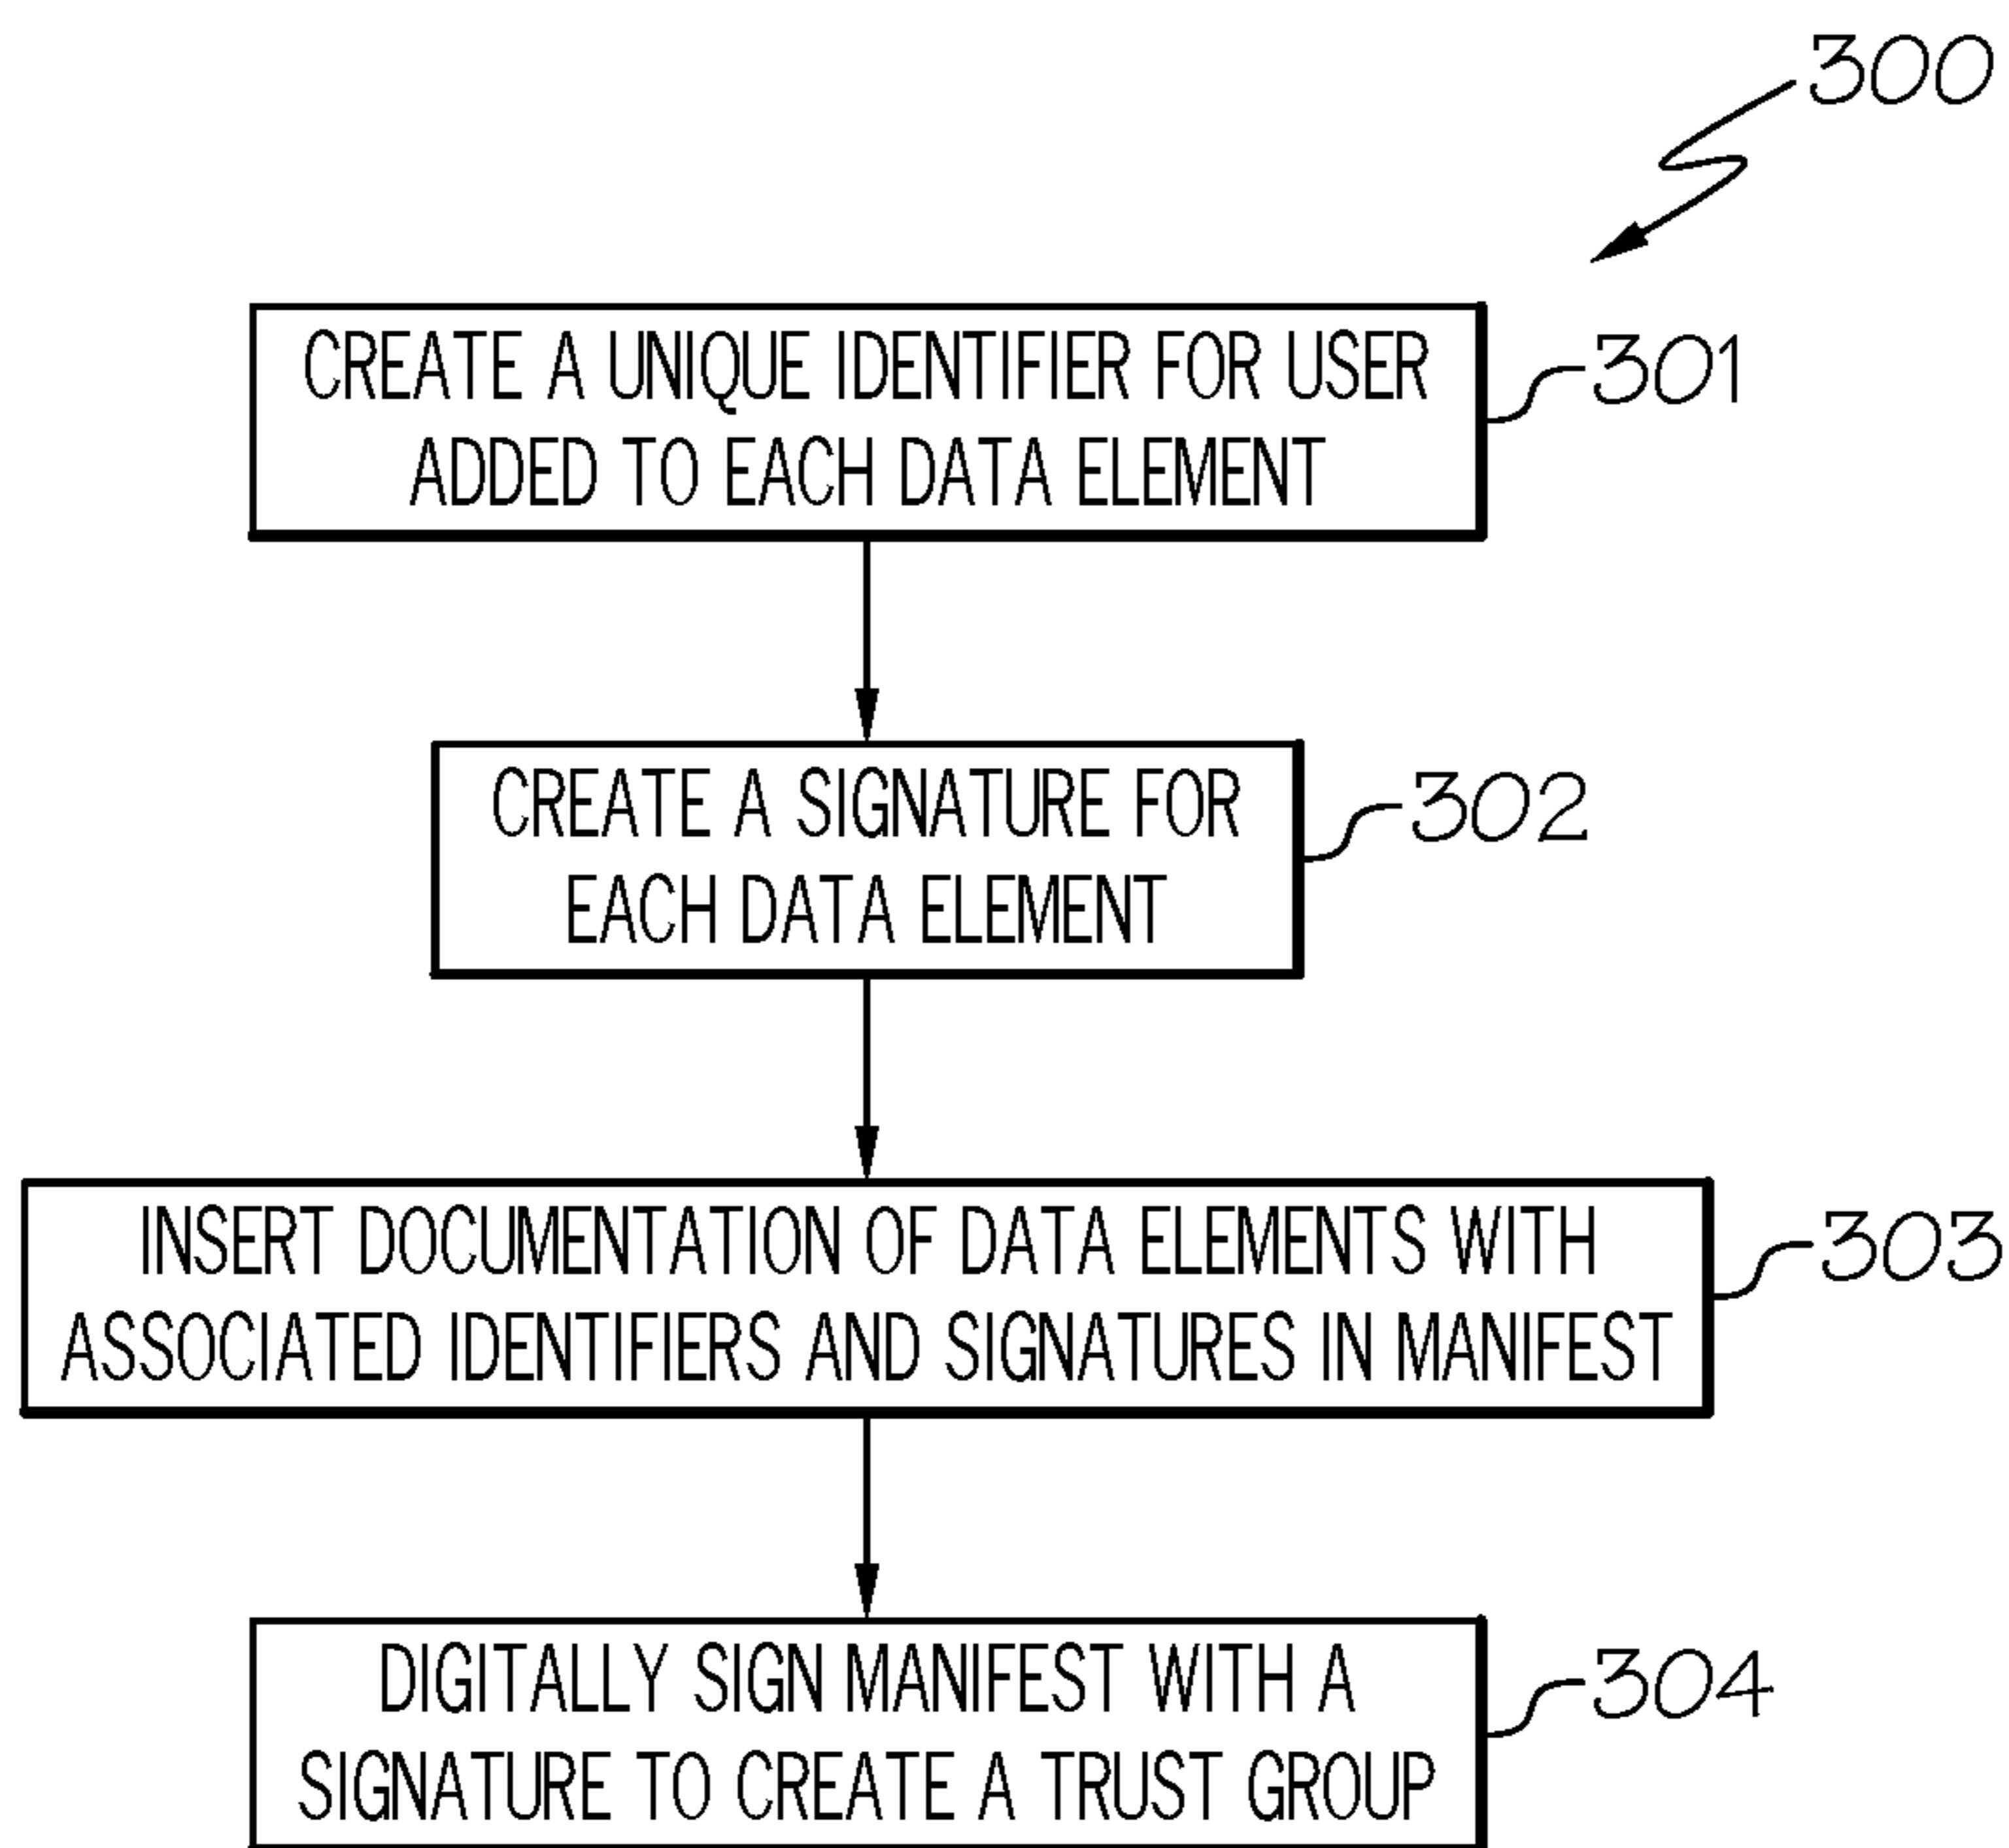 300
CREATE A UNIQUE IDENTIFIER FOR USER
ADDED TO EACH DATA ELEMENT
301
CREATE A SIGNATURE FOR
EACH DATA ELEMENT
302
INSERT DOCUMENTATION OF DATA ELEMENTS WITH
ASSOCIATED IDENTIFIERS AND SIGNATURES IN MANIFEST
303
DIGITALLY SIGN MANIFEST WITH A
SIGNATURE TO CREATE A TRUST GROUP
304